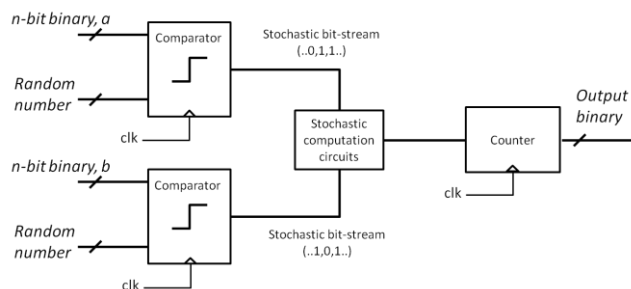 n-bit binary, a
Comparator
Random
number
clk
Stochastic bit-stream
(..0,1,1..)
n-bit binary, b
Comparator
Random
number
clk
Stochastic bit-stream
(..1,0,1..)
Stochastic
computation
circuits
Counter
clk
Output
binary